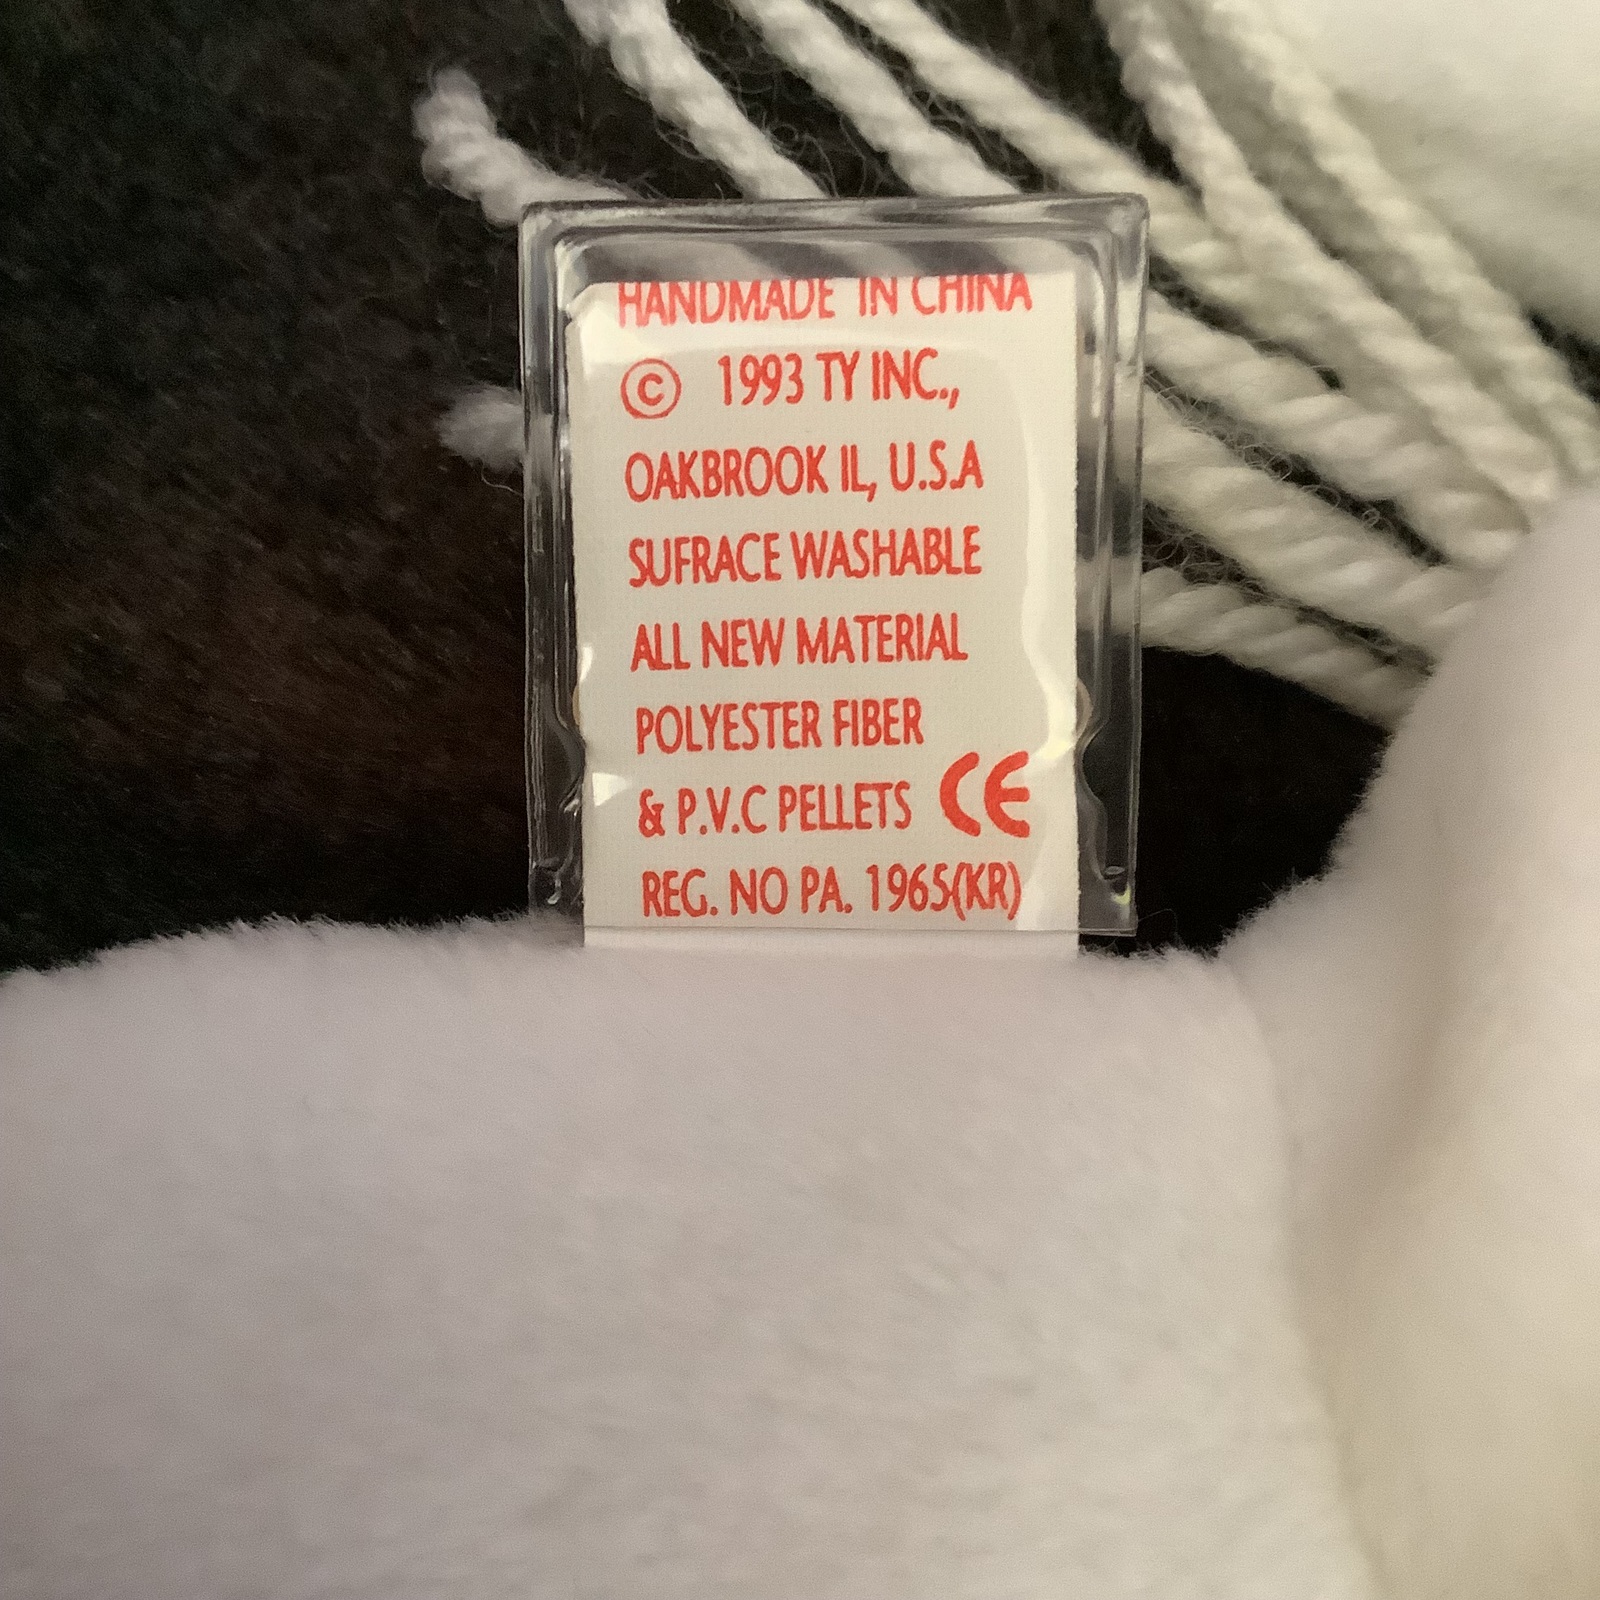 HANDMADE IN CHINA
© 1993 TY INC.,
OAKBROOK IL, U.S.A
SUFRACE WASHABLE
ALL NEW MATERIAL
POLYESTER FIBER
& P.V.C PELLETS CE
REG. NO PA. 1965(KR)